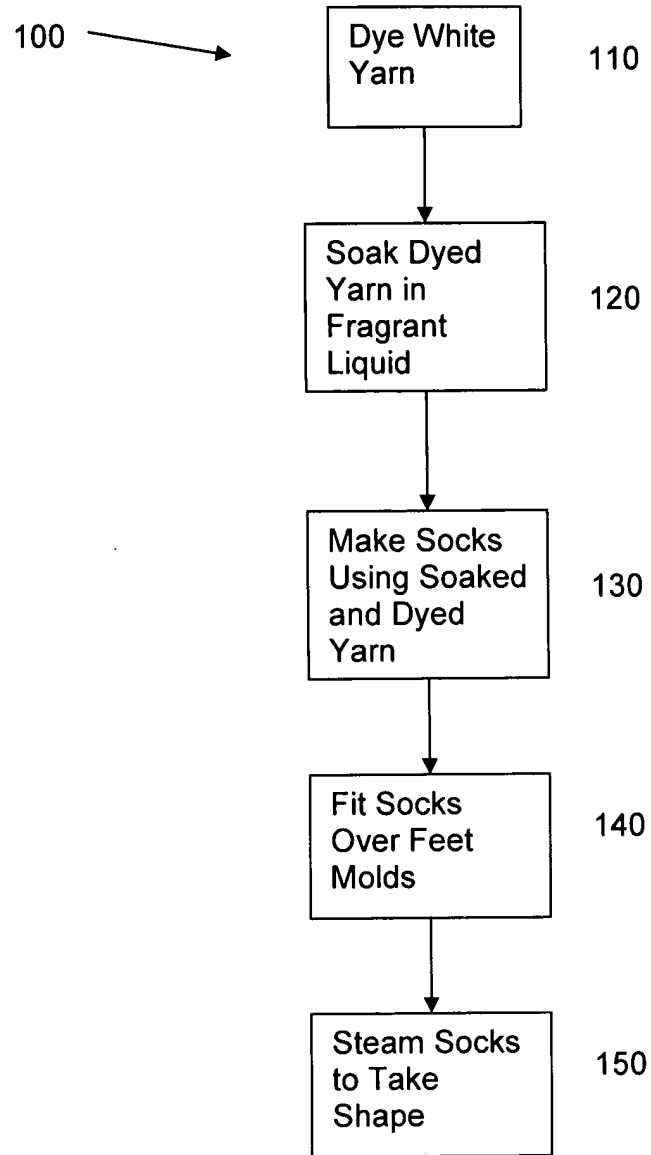 100
Dye White
Yarn
110
Soak Dyed
Yarn in
Fragrant
Liquid
120
Make Socks
Using Soaked
and Dyed
Yarn
130
Fit Socks
Over Feet
Molds
140
Steam Socks
to Take
Shape
150